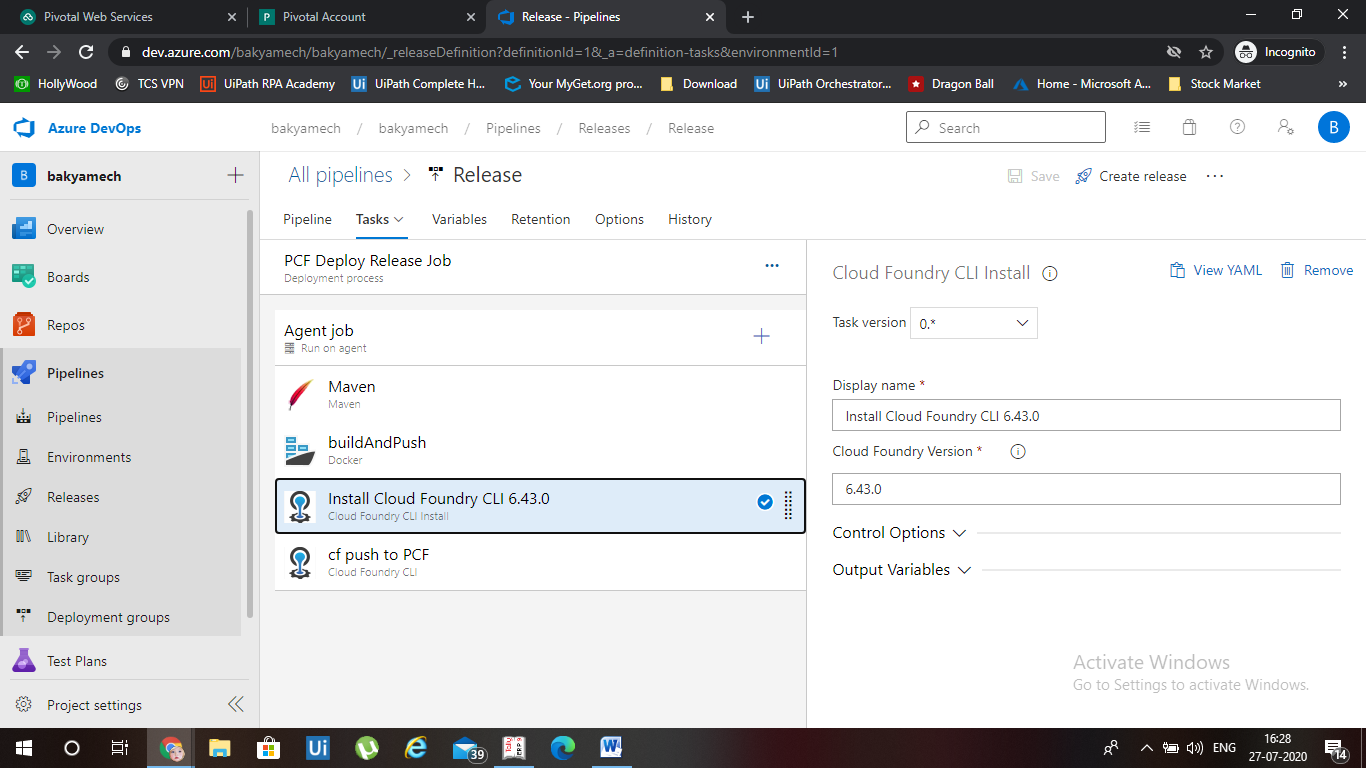 Pivotal Web Services
Pivotal Account
Release - Pipelines
dev.azure.com/bakyamech/bakyamech/_releaseDefinition?definitionId=1&_a=definition-tasks&environmentId=1
Incognito
HollyWood
TCS VPN
UiPath RPA Academy
UiPath Complete H...
Your MyGet.org pro...
Download
UiPath Orchestrator...
Dragon Ball
Home - Microsoft A...
Stock Market
»
Azure DevOps
bakyamech / bakyamech / Pipelines / Releases / Release
Search
B
B bakyamech
Overview
Boards
Repos
Pipelines
Pipelines
Environments
Releases
Library
Task groups
Deployment groups
Test Plans
Project settings
All pipelines > Release
Save
Create release
...
Pipeline
Tasks
Variables
Retention
Options
History
PCF Deploy Release Job
Deployment process
...
Agent job
Run on agent
Maven
Maven
buildAndPush
Docker
Install Cloud Foundry CLI 6.43.0
Cloud Foundry CLI Install
cf push to PCF
Cloud Foundry CLI
Cloud Foundry CLI Install
View YAML
Remove
Task version
0.*
Display name *
Install Cloud Foundry CLI 6.43.0
Cloud Foundry Version *
6.43.0
Control Options
Output Variables
Activate Windows
Go to Settings to activate Windows.
39
ENG
16:28
27-07-2020
14